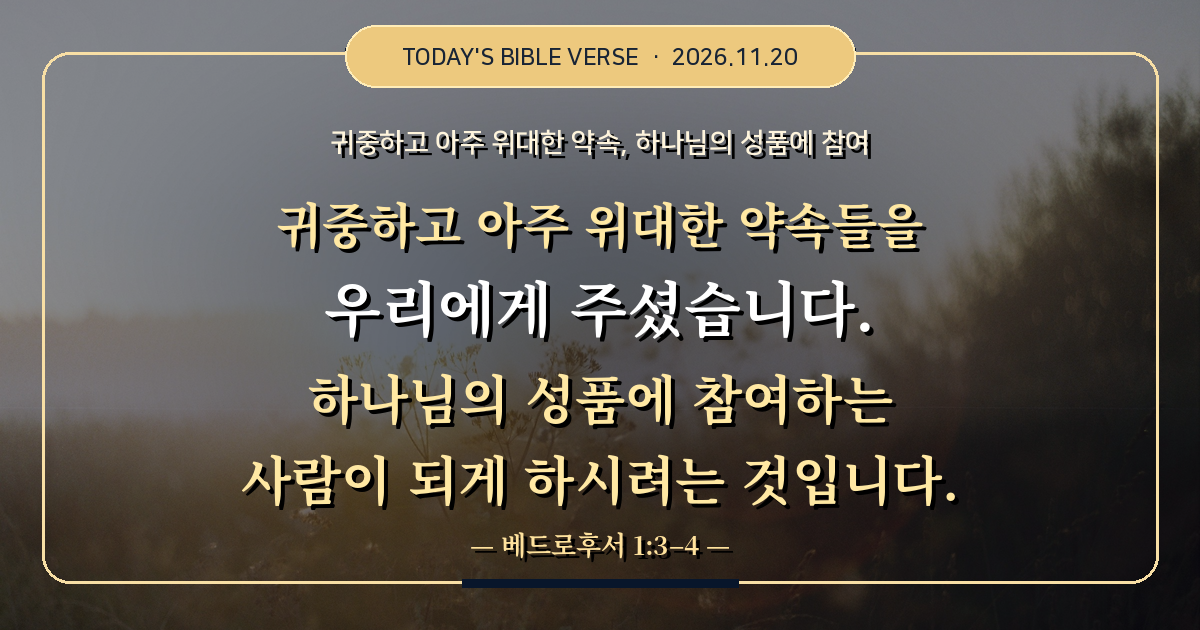 TODAY'S BIBLE VERSE · 2026.11.20
귀중하고 아주 위대한 약속, 하나님의 성품에 참여
귀중하고 아주 위대한 약속들을
우리에게 주셨습니다.
하나님의 성품에 참여하는
사람이 되게 하시려는 것입니다.
— 베드로후서 1:3–4 —